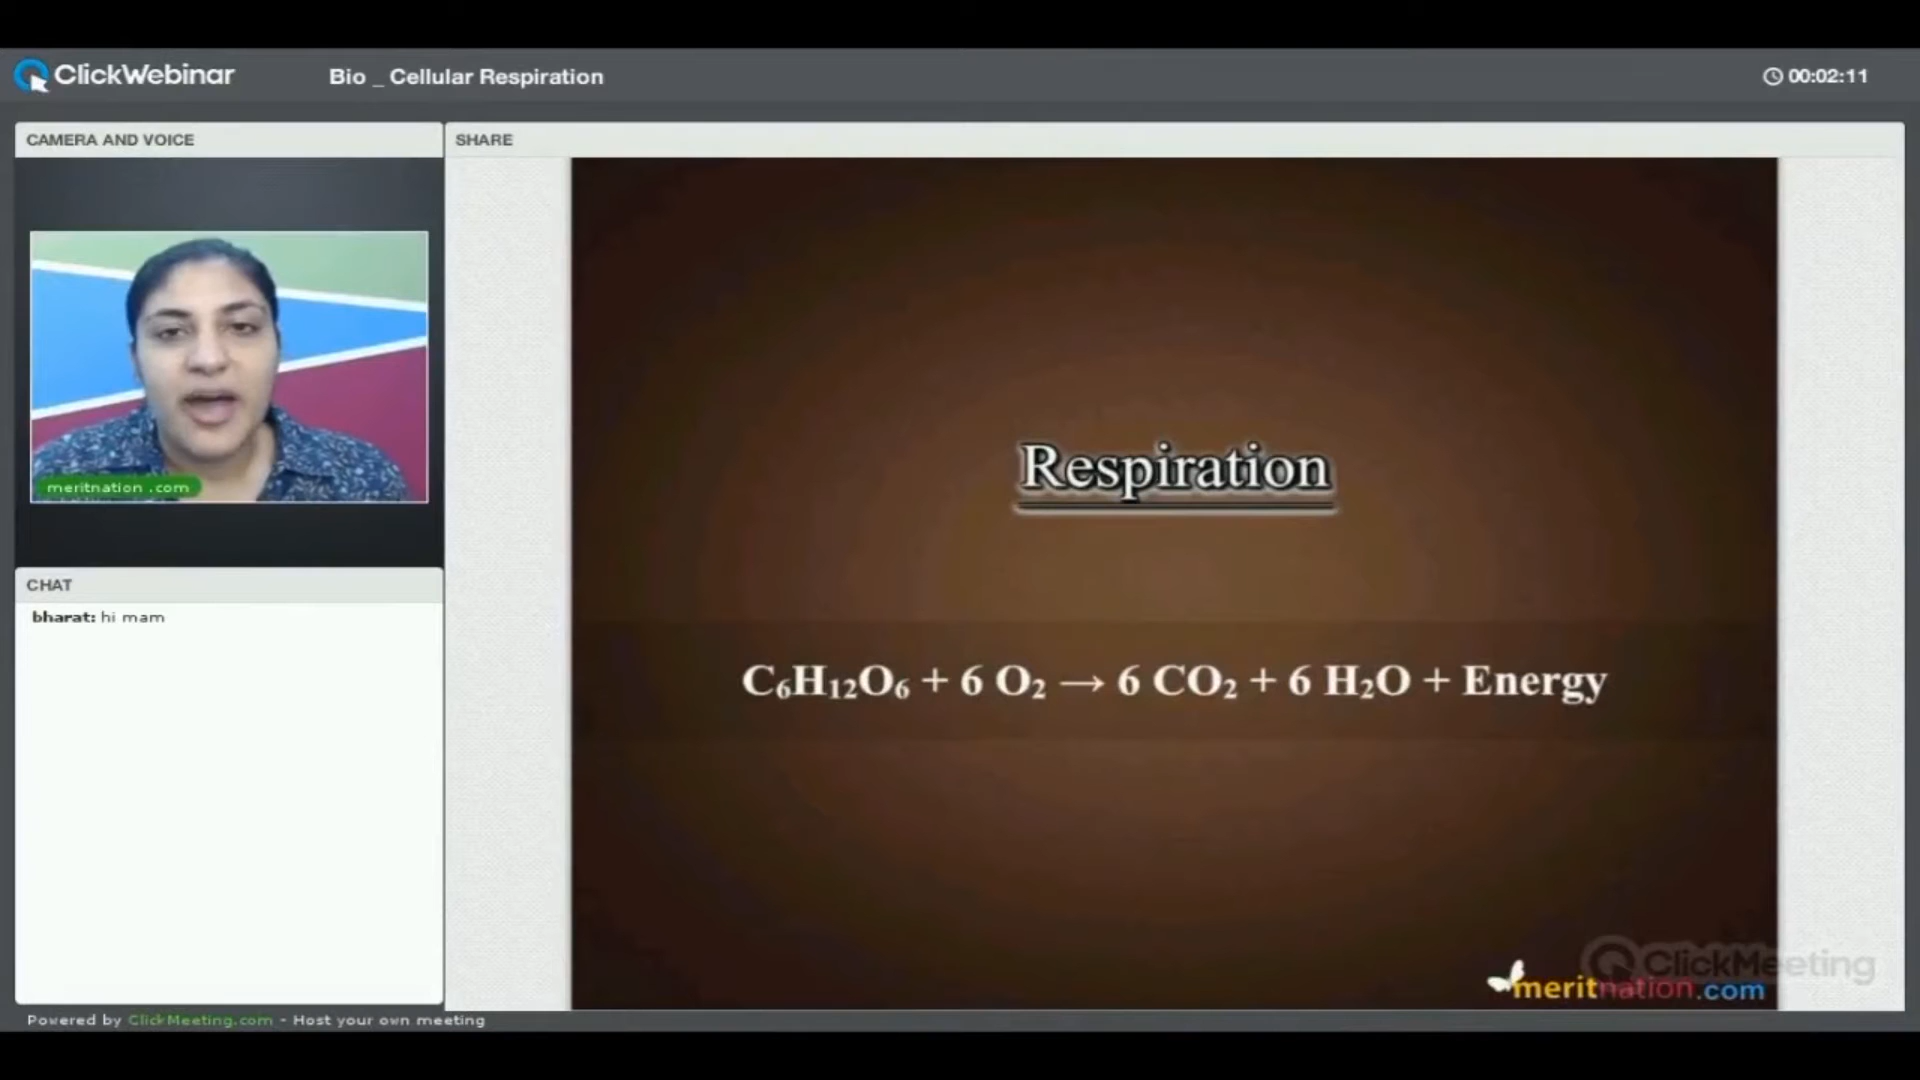 ClickWebinar
Bio _ Cellular Respiration
00:02:11
CAMERA AND VOICE
SHARE
meritnation .com
Respiration
C₆H₁₂O₆ + 6 O₂ → 6 CO₂ + 6 H₂O + Energy
CHAT
bharat: hi mam
ClickMeeting
meritnation.com
Powered by ClickMeeting.com - Host your own meeting